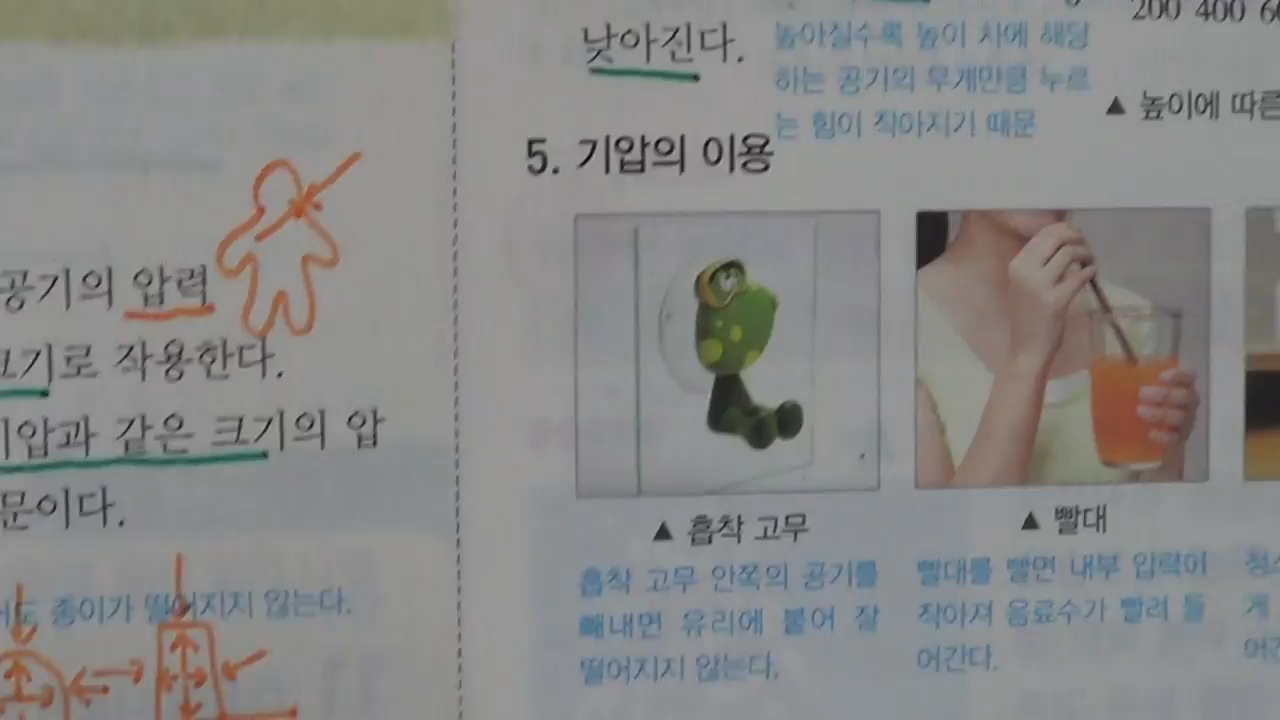 공기의 압력
크기로 작용한다.
기압과 같은 크기의 압
문이다.
종이가 떨어지지 않는다.
낮아진다.
높아질수록 높이 차에 해당
하는 공기의 무게만큼 누르
는 힘이 작아지기 때문
200 400
▲ 높이에 따른
5. 기압의 이용
▲ 흡착 고무
흡착 고무 안쪽의 공기를
빼내면 유리에 붙어 잘
떨어지지 않는다.
▲ 빨대
빨대를 빨면 내부 압력이
작아져 음료수가 빨려 들
어간다.